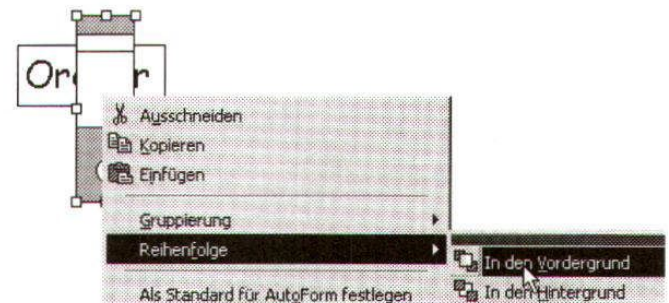 Or r
Ausschneiden
Kopieren
Einfügen
Gruppierung
Reihenfolge
In den Vordergrund
In den Hintergrund
Als Standard für AutoForm festlegen